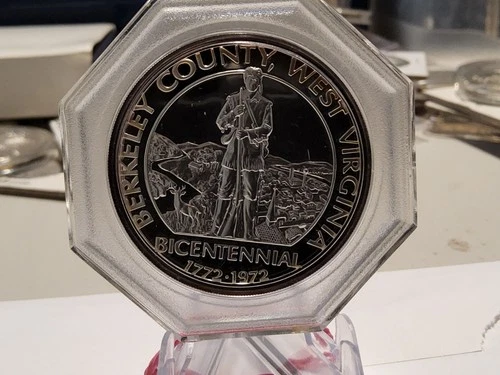 BERKELEY COUNTY, WEST VIRGINIA
BICENTENNIAL
1772·1972